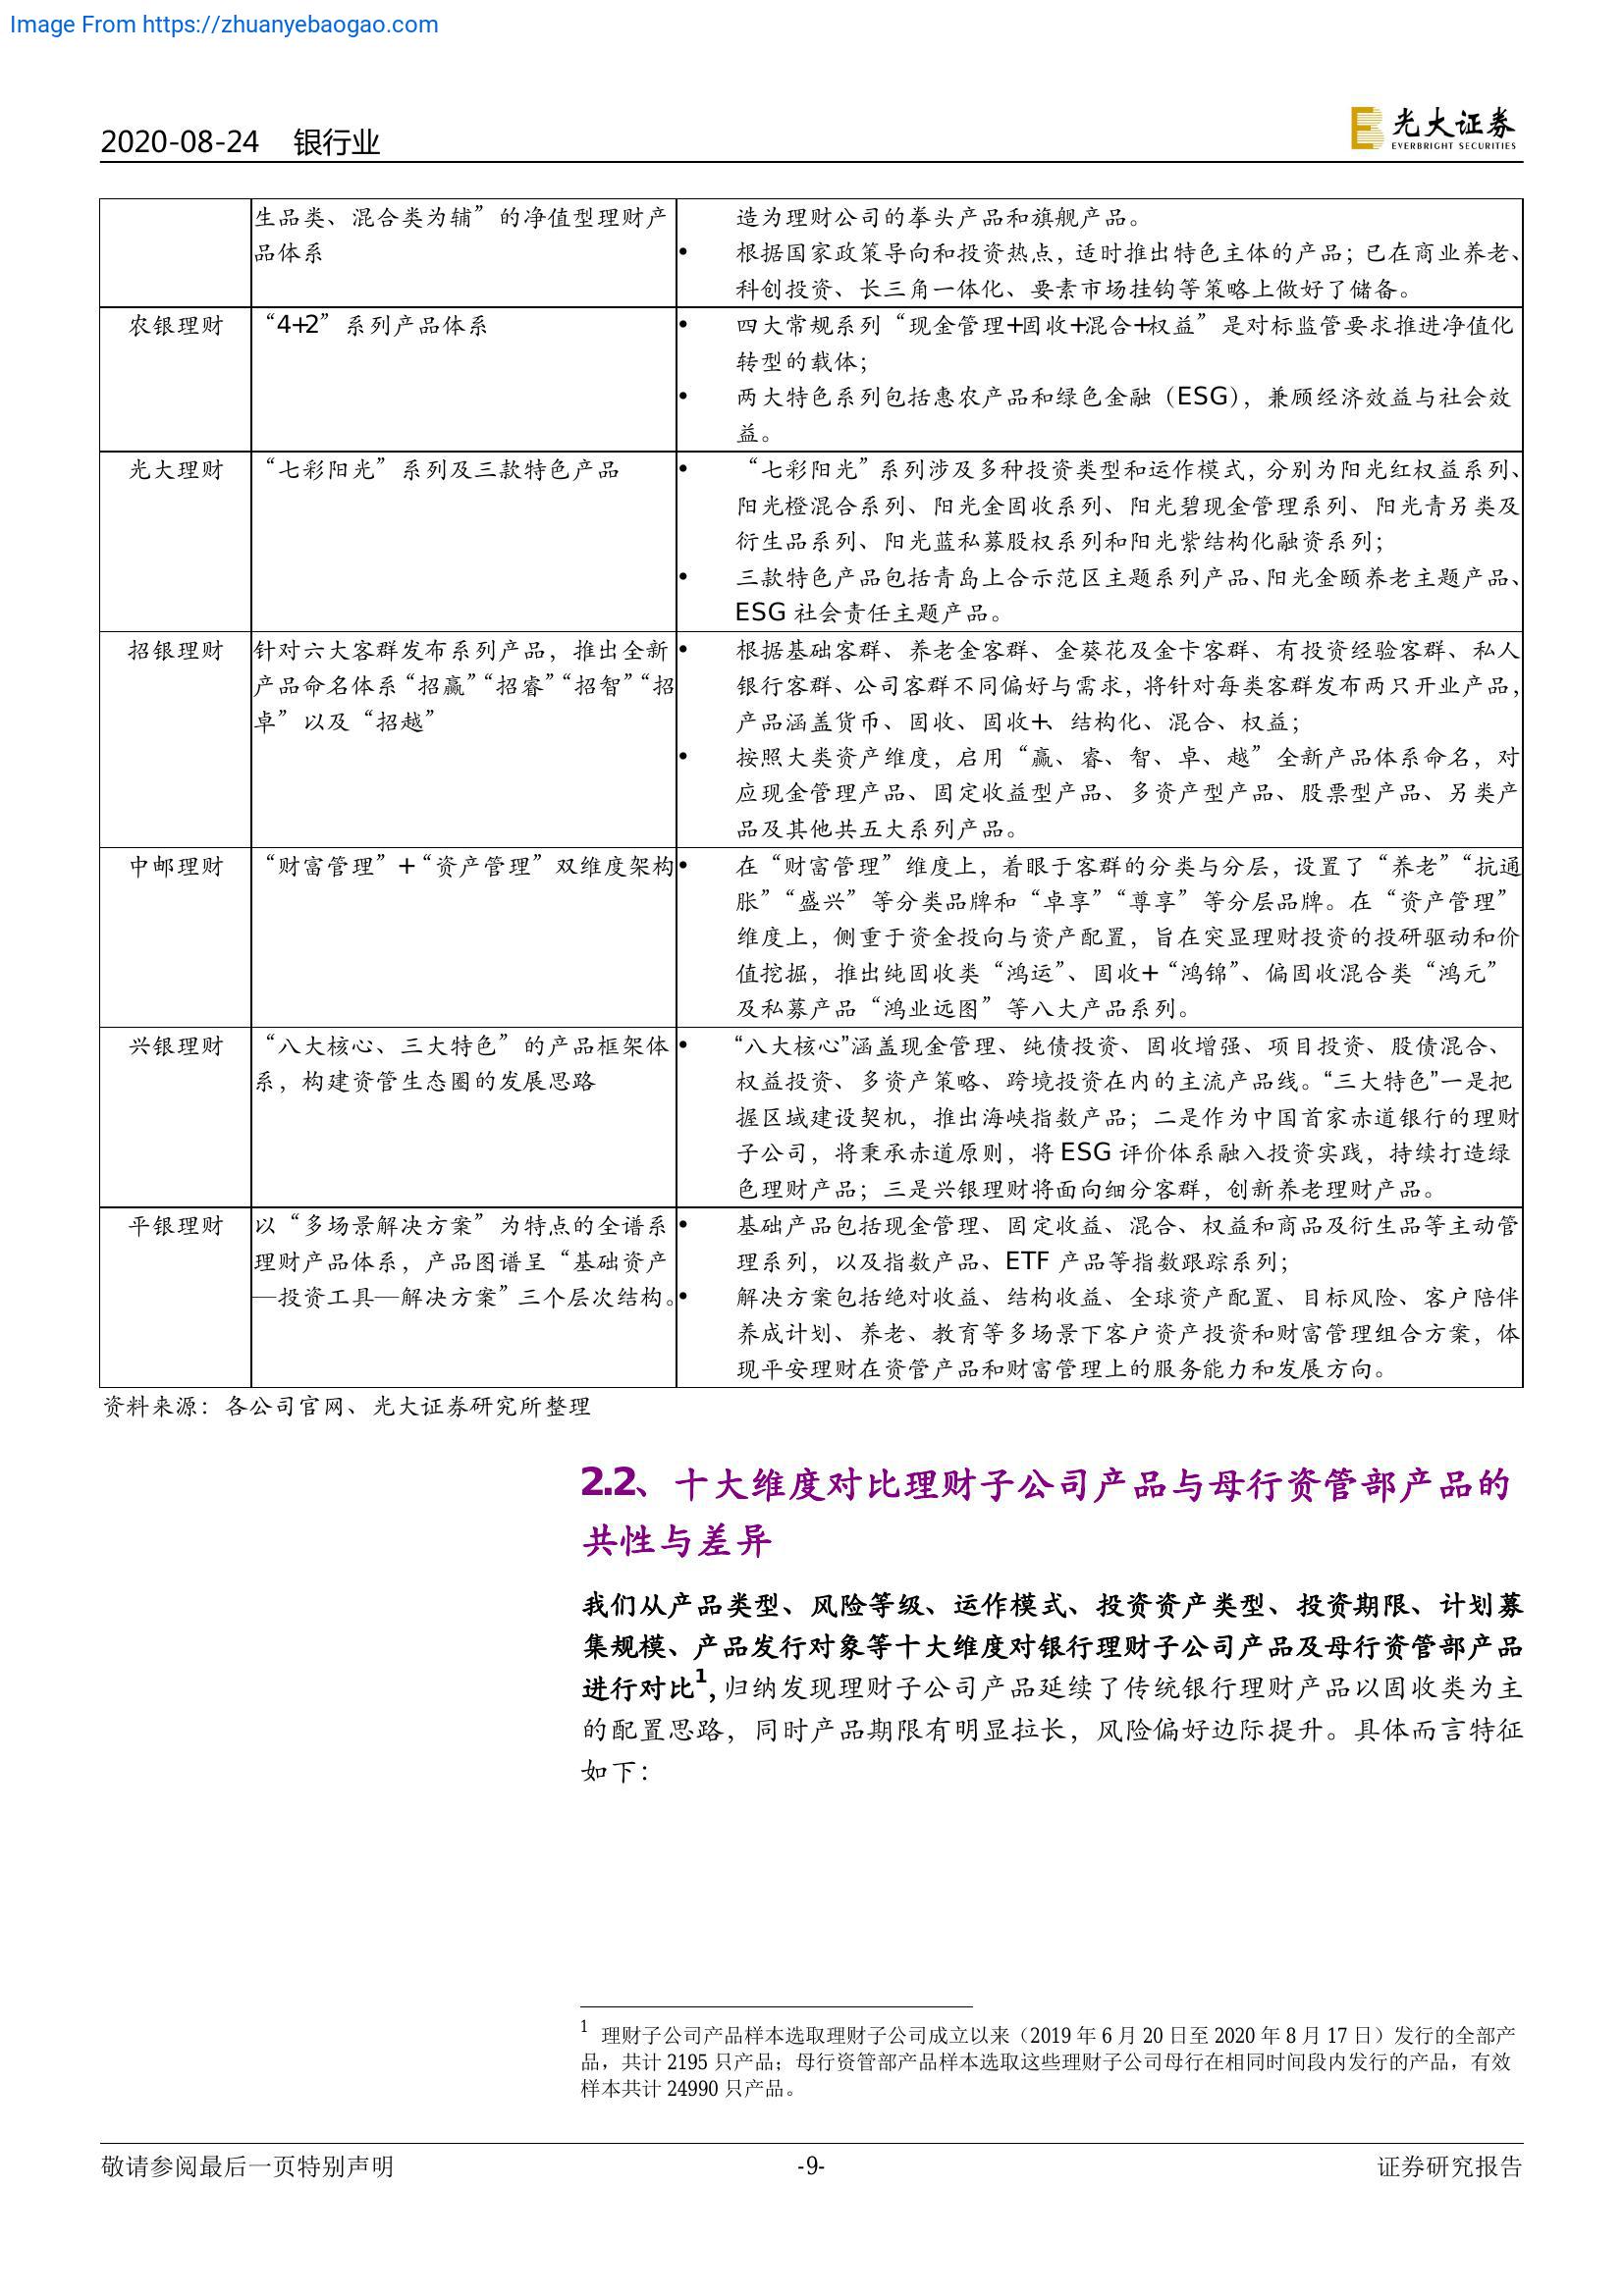 Image From https://zhuanyebaogao.com
2020-08-24 银行业
光大证券
EVERBRIGHT SECURITIES
生品类、混合类为辅”的净值型理财产
品体系
造为理财公司的拳头产品和旗舰产品。
• 根据国家政策导向和投资热点，适时推出特色主体的产品；已在商业养老、
科创投资、长三角一体化、要素市场挂钩等策略上做好了储备。
农银理财
“4+2”系列产品体系
• 四大常规系列“现金管理+固收+混合+权益”是对标监管要求推进净值化
转型的载体；
• 两大特色系列包括惠农产品和绿色金融（ESG），兼顾经济效益与社会效
益。
光大理财
“七彩阳光”系列及三款特色产品
• “七彩阳光”系列涉及多种投资类型和运作模式，分别为阳光红权益系列、
阳光橙混合系列、阳光金固收系列、阳光碧现金管理系列、阳光青另类及
衍生品系列、阳光蓝私募股权系列和阳光紫结构化融资系列；
• 三款特色产品包括青岛上合示范区主题系列产品、阳光金颐养老主题产品、
ESG 社会责任主题产品。
招银理财
针对六大客群发布系列产品，推出全新
产品命名体系“招赢”“招睿”“招智”“招
卓”以及“招越”
• 根据基础客群、养老金客群、金葵花及金卡客群、有投资经验客群、私人
银行客群、公司客群不同偏好与需求，将针对每类客群发布两只开业产品，
产品涵盖货币、固收、固收+、结构化、混合、权益；
• 按照大类资产维度，启用“赢、睿、智、卓、越”全新产品体系命名，对
应现金管理产品、固定收益型产品、多资产型产品、股票型产品、另类产
品及其他共五大系列产品。
中邮理财
“财富管理”+“资产管理”双维度架构
• 在“财富管理”维度上，着眼于客群的分类与分层，设置了“养老”“抗通
胀”“盛兴”等分类品牌和“卓享”“尊享”等分层品牌。在“资产管理”
维度上，侧重于资金投向与资产配置，旨在突显理财投资的投研驱动和价
值挖掘，推出纯固收类“鸿运”、固收+“鸿锦”、偏固收混合类“鸿元”
及私募产品“鸿业远图”等八大产品系列。
兴银理财
“八大核心、三大特色”的产品框架体
系，构建资管生态圈的发展思路
• “八大核心”涵盖现金管理、纯债投资、固收增强、项目投资、股债混合、
权益投资、多资产策略、跨境投资在内的主流产品线。“三大特色”一是把
握区域建设契机，推出海峡指数产品；二是作为中国首家赤道银行的理财
子公司，将秉承赤道原则，将 ESG 评价体系融入投资实践，持续打造绿
色理财产品；三是兴银理财将面向细分客群，创新养老理财产品。
平银理财
以“多场景解决方案”为特点的全谱系
理财产品体系，产品图谱呈“基础资产
—投资工具—解决方案”三个层次结构。
• 基础产品包括现金管理、固定收益、混合、权益和商品及衍生品等主动管
理系列，以及指数产品、ETF 产品等指数跟踪系列；
• 解决方案包括绝对收益、结构收益、全球资产配置、目标风险、客户陪伴
养成计划、养老、教育等多场景下客户资产投资和财富管理组合方案，体
现平安理财在资管产品和财富管理上的服务能力和发展方向。
资料来源：各公司官网、光大证券研究所整理
2.2、十大维度对比理财子公司产品与母行资管部产品的
共性与差异
我们从产品类型、风险等级、运作模式、投资资产类型、投资期限、计划募
集规模、产品发行对象等十大维度对银行理财子公司产品及母行资管部产品
进行对比1，归纳发现理财子公司产品延续了传统银行理财产品以固收类为主
的配置思路，同时产品期限有明显拉长，风险偏好边际提升。具体而言特征
如下：
1 理财子公司产品样本选取理财子公司成立以来（2019 年 6 月 20 日至 2020 年 8 月 17 日）发行的全部产
品，共计 2195 只产品；母行资管部产品样本选取这些理财子公司母行在相同时间段内发行的产品，有效
样本共计 24990 只产品。
敬请参阅最后一页特别声明 -9- 证券研究报告